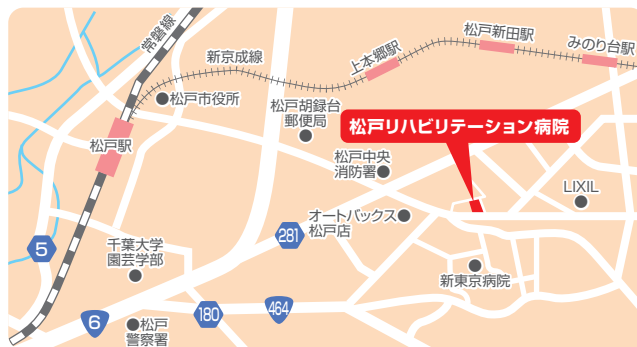 常磐線
新京成線
上本郷駅
松戸新田駅
みのり台駅
松戸市役所
松戸胡録台
郵便局
松戸リハビリテーション病院
松戸駅
松戸中央
消防署
LIXIL
オートバックス
松戸店
281
5
千葉大学
園芸学部
新東京病院
6
180
464
松戸
警察署